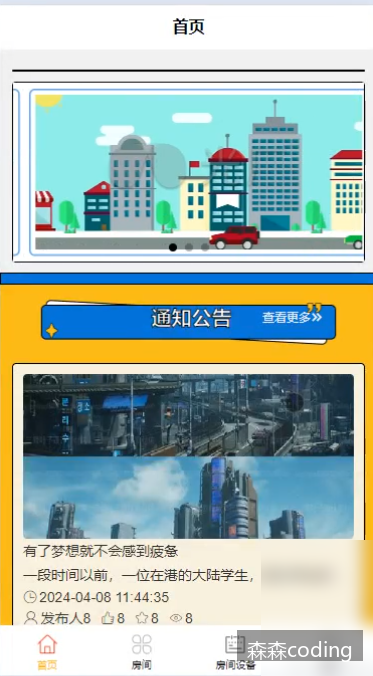 首页
通知公告
查看更多
有了梦想就不会感到疲惫
一段时间以前，一位在港的大陆学生，
2024-04-08 11:44:35
发布人8 8 8 8
首页 房间 房间设备
森森coding